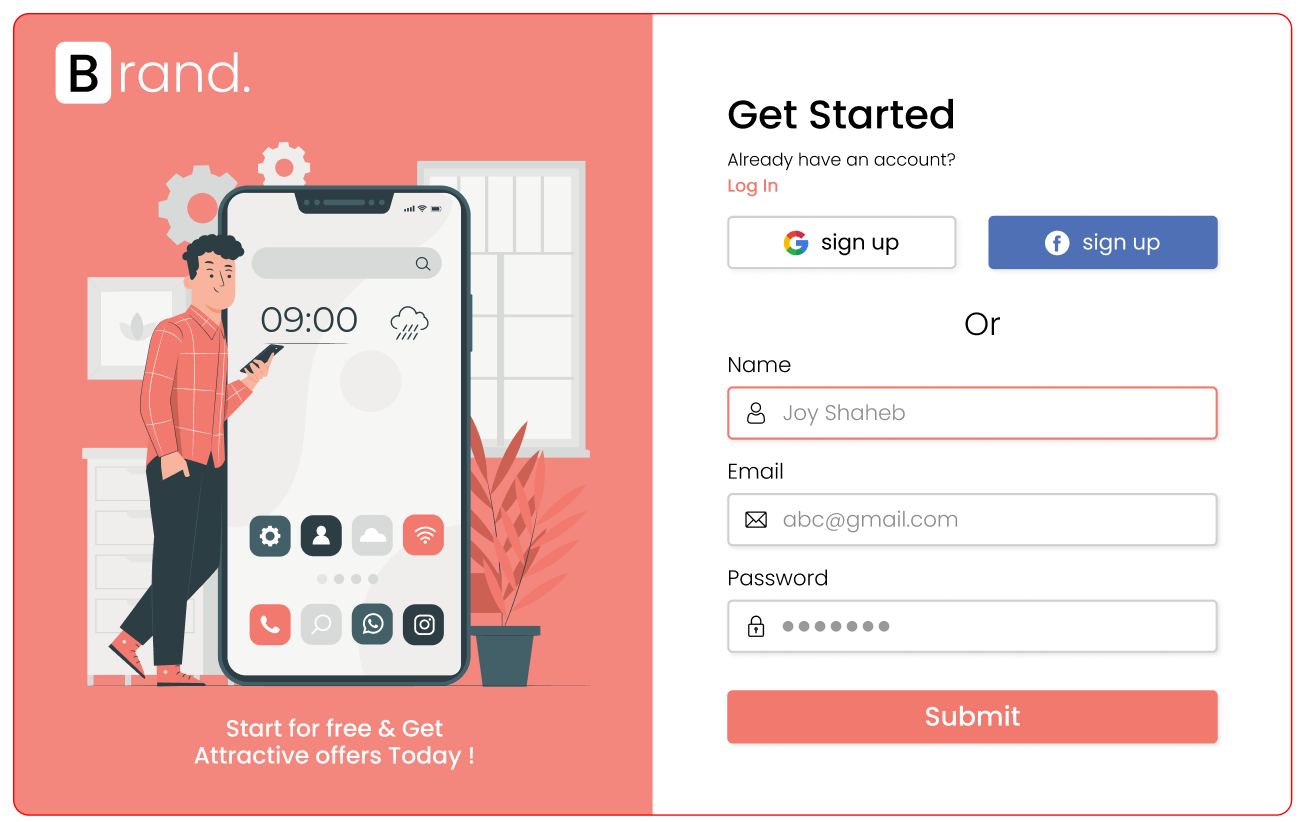 Brand.
09:00
Start for free & Get
Attractive offers Today !
Get Started
Already have an account?
Log In
sign up
sign up
Or
Name
Joy Shaheb
Email
abc@gmail.com
Password
Submit